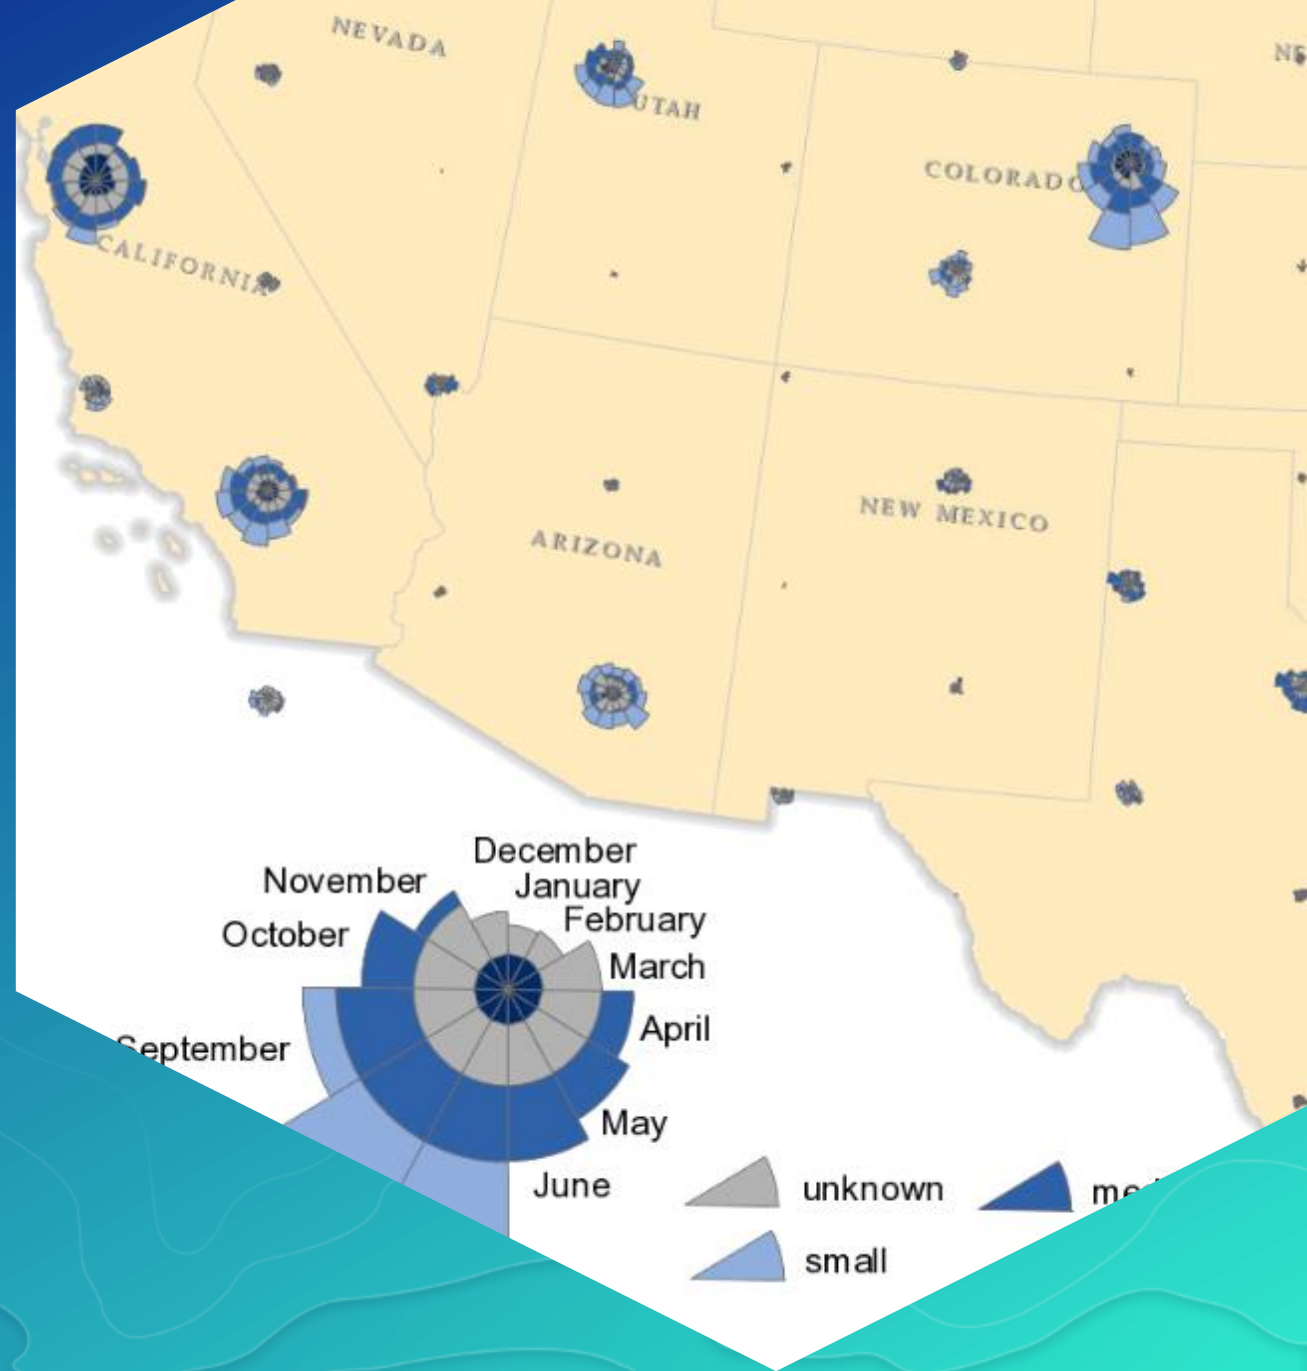 NEVADA
UTAH
COLORADO
CALIFORNIA
NEW MEXICO
ARIZONA
December
January
November
February
October
March
April
September
May
June
unknown
small